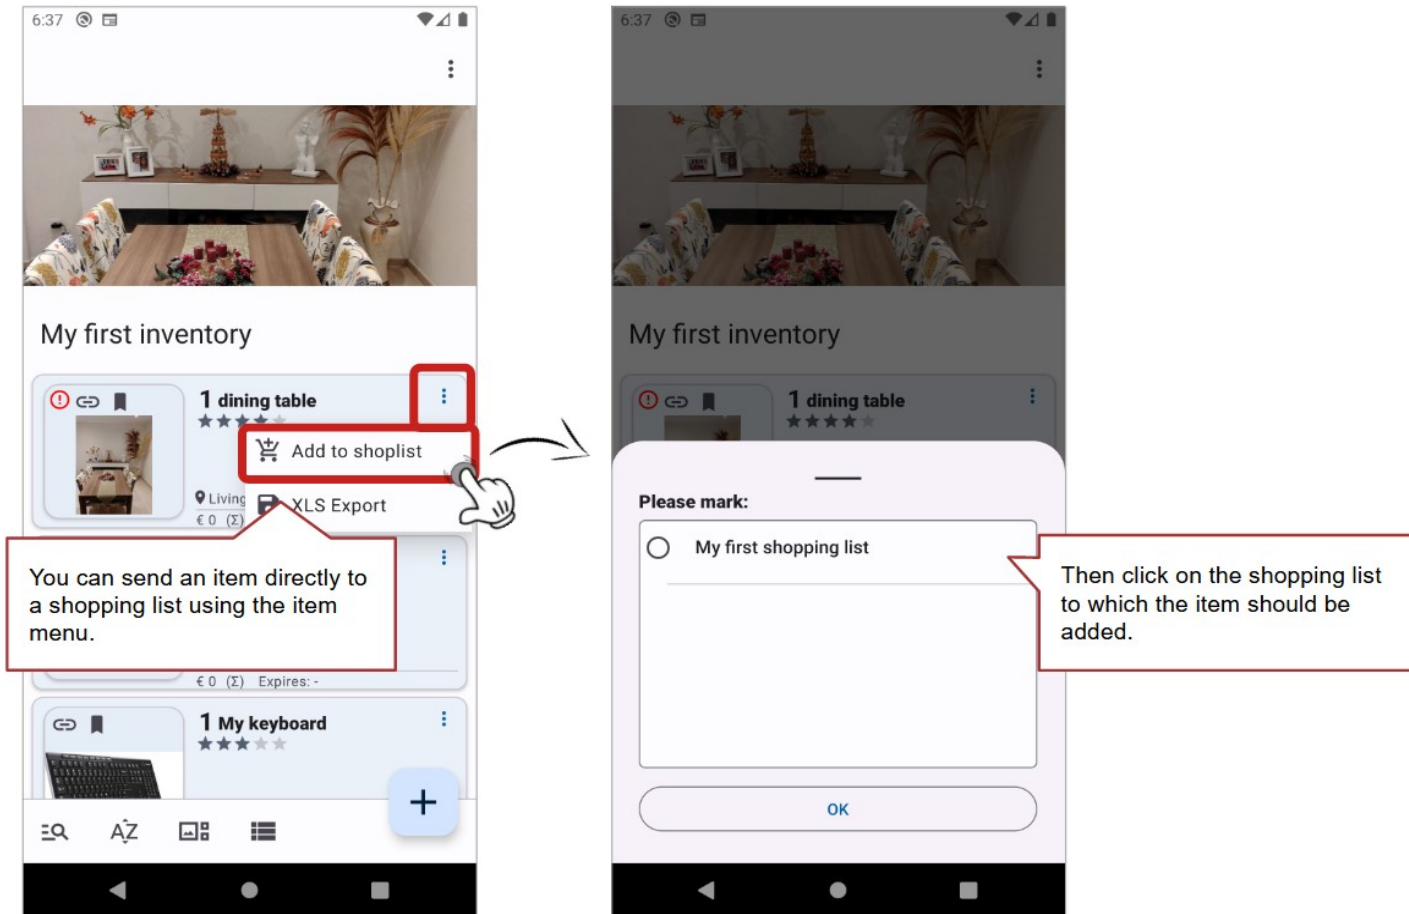 6:37
My first inventory
1 dining table
Add to shoplist
Living
XLS Export
€ 0 (Σ)
You can send an item directly to
a shopping list using the item
menu.
€ 0 (Σ) Expires: -
1 My keyboard
AZ
6:37
My first inventory
1 dining table
Please mark:
My first shopping list
OK
Then click on the shopping list
to which the item should be
added.